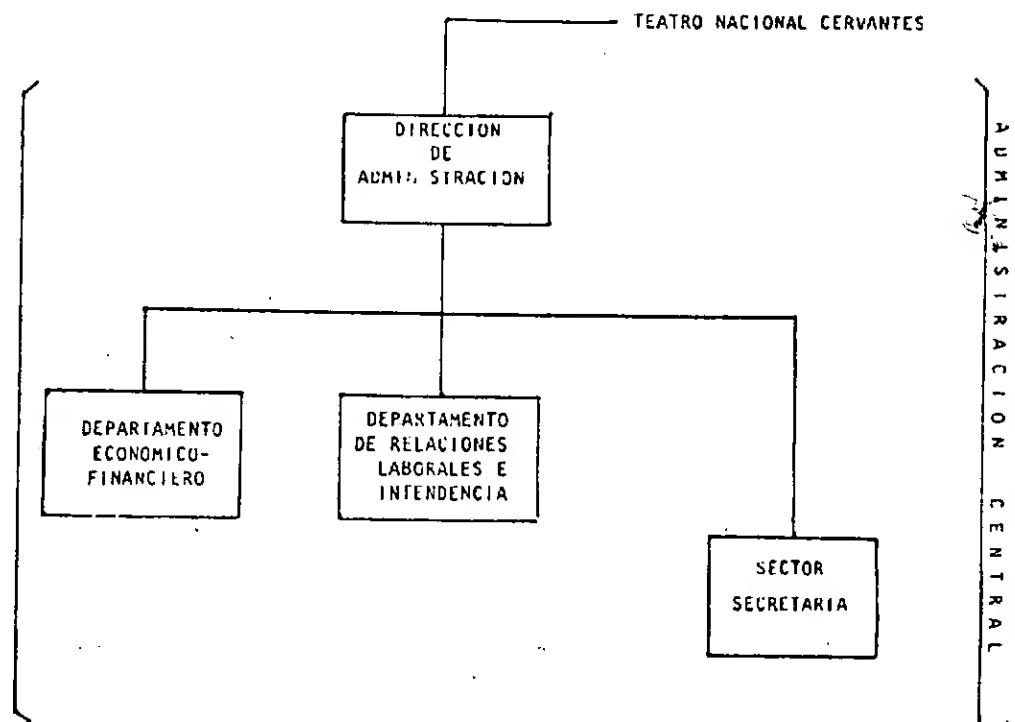 TEATRO NACIONAL CERVANTES
DIRECCION
DE
ADMINISTRACION
DEPARTAMENTO
ECONOMICO-
FINANCIERO
DEPARTAMENTO
DE RELACIONES
LABORALES E
INTENDENCIA
SECTOR
SECRETARIA
ADMINISTRACION CENTRAL